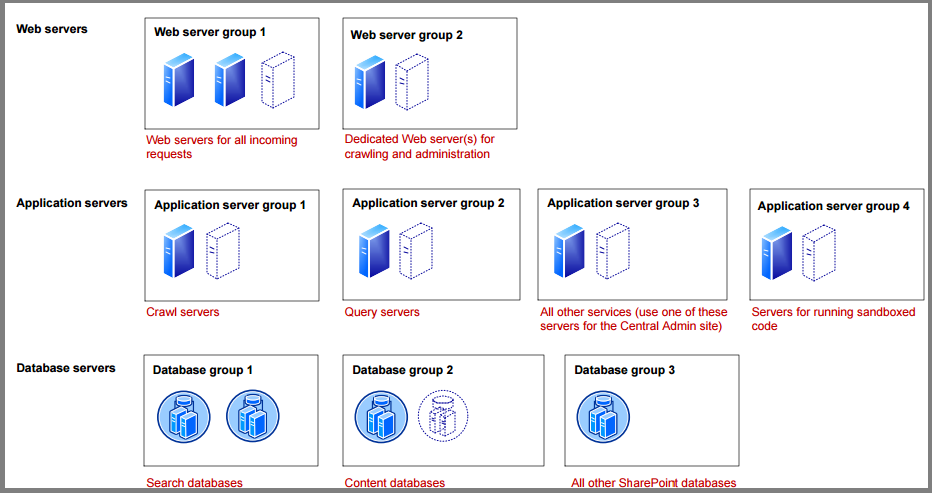 Web servers
Web server group 1
Web server group 2
Web servers for all incoming
requests
Dedicated Web server(s) for
crawling and administration
Application servers
Application server group 1
Application server group 2
Application server group 3
Application server group 4
Crawl servers
Query servers
All other services (use one of these
servers for the Central Admin site)
Servers for running sandboxed
code
Database servers
Database group 1
Database group 2
Database group 3
Search databases
Content databases
All other SharePoint databases